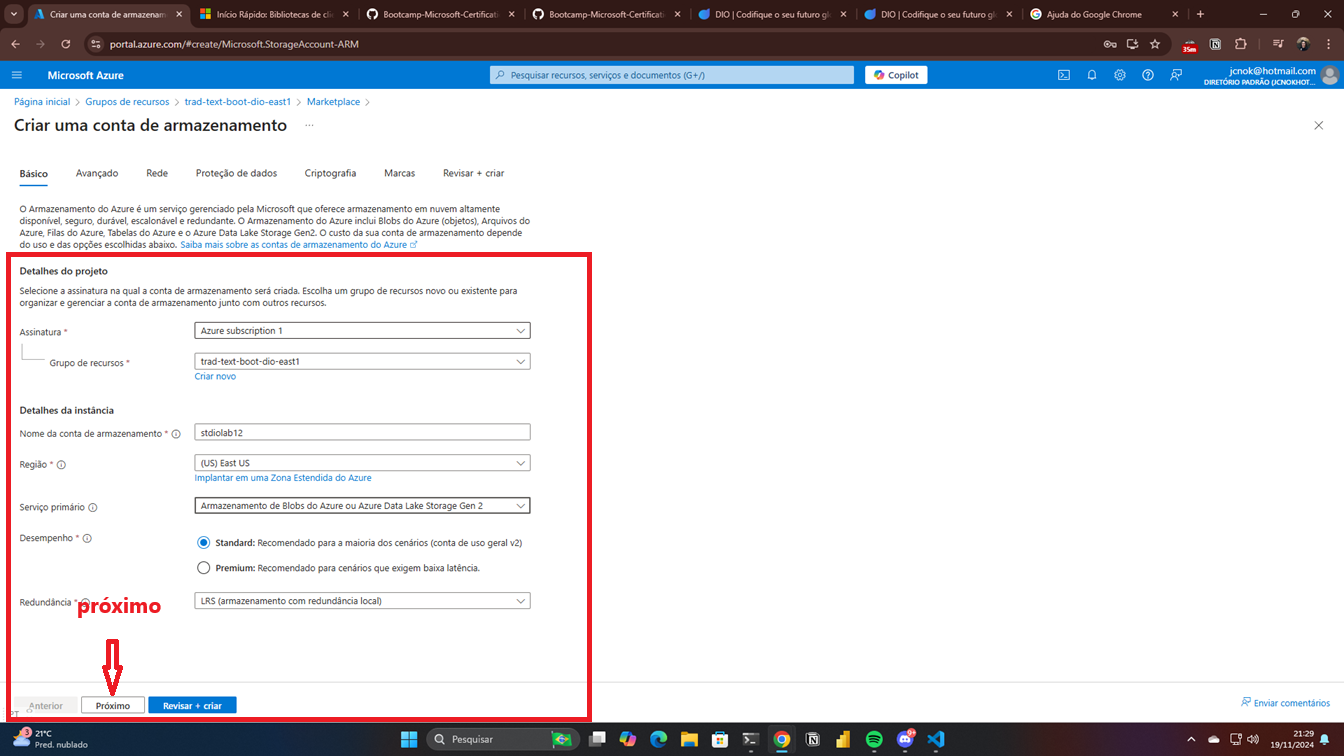 Criar uma conta de armazenamen
Início Rápido: Bibliotecas de cli
Bootcamp-Microsoft-Certificati
Bootcamp-Microsoft-Certificati
DIO | Codifique o seu futuro gl
DIO | Codifique o seu futuro gl
Ajuda do Google Chrome
portal.azure.com/#create/Microsoft.StorageAccount-ARM
35m
Microsoft Azure
Pesquisar recursos, serviços e documentos (G+/)
Copilot
jcnok@hotmail.com
DIRETÓRIO PADRÃO (JCNOKHOT...
Página inicial > Grupos de recursos > trad-text-boot-dio-east1 > Marketplace >
Criar uma conta de armazenamento ...
Básico
Avançado
Rede
Proteção de dados
Criptografia
Marcas
Revisar + criar
O Armazenamento do Azure é um serviço gerenciado pela Microsoft que oferece armazenamento em nuvem altamente
disponível, seguro, durável, escalonável e redundante. O Armazenamento do Azure inclui Blobs do Azure (objetos), Arquivos do
Azure, Filas do Azure, Tabelas do Azure e o Azure Data Lake Storage Gen2. O custo da sua conta de armazenamento depende
do uso e das opções escolhidas abaixo. Saiba mais sobre as contas de armazenamento do Azure
Detalhes do projeto
Selecione a assinatura na qual a conta de armazenamento será criada. Escolha um grupo de recursos novo ou existente para
organizar e gerenciar a conta de armazenamento junto com outros recursos.
Assinatura *
Azure subscription 1
Grupo de recursos *
trad-text-boot-dio-east1
Criar novo
Detalhes da instância
Nome da conta de armazenamento *
stdiolab12
Região *
(US) East US
Implantar em uma Zona Estendida do Azure
Serviço primário
Armazenamento de Blobs do Azure ou Azure Data Lake Storage Gen 2
Desempenho *
Standard: Recomendado para a maioria dos cenários (conta de uso geral v2)
Premium: Recomendado para cenários que exigem baixa latência.
Redundância *
LRS (armazenamento com redundância local)
próximo
Anterior
Próximo
Revisar + criar
Enviar comentários
3
21°C
Pred. nublado
Pesquisar
21:29
19/11/2024